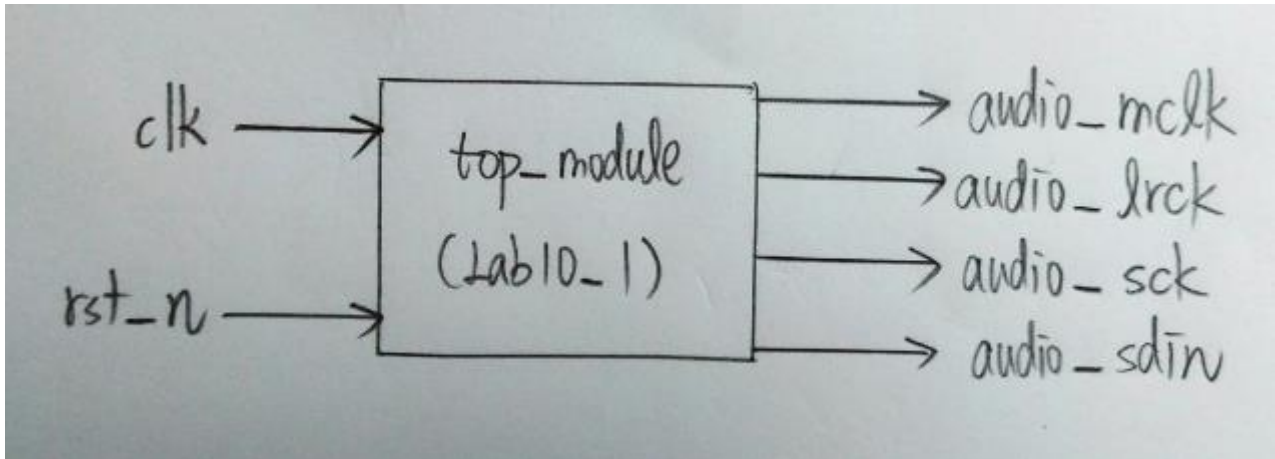 clk
rst_n
top_module
(Lab10_1)
audio_mclk
audio_lrck
audio_sck
audio_sdin